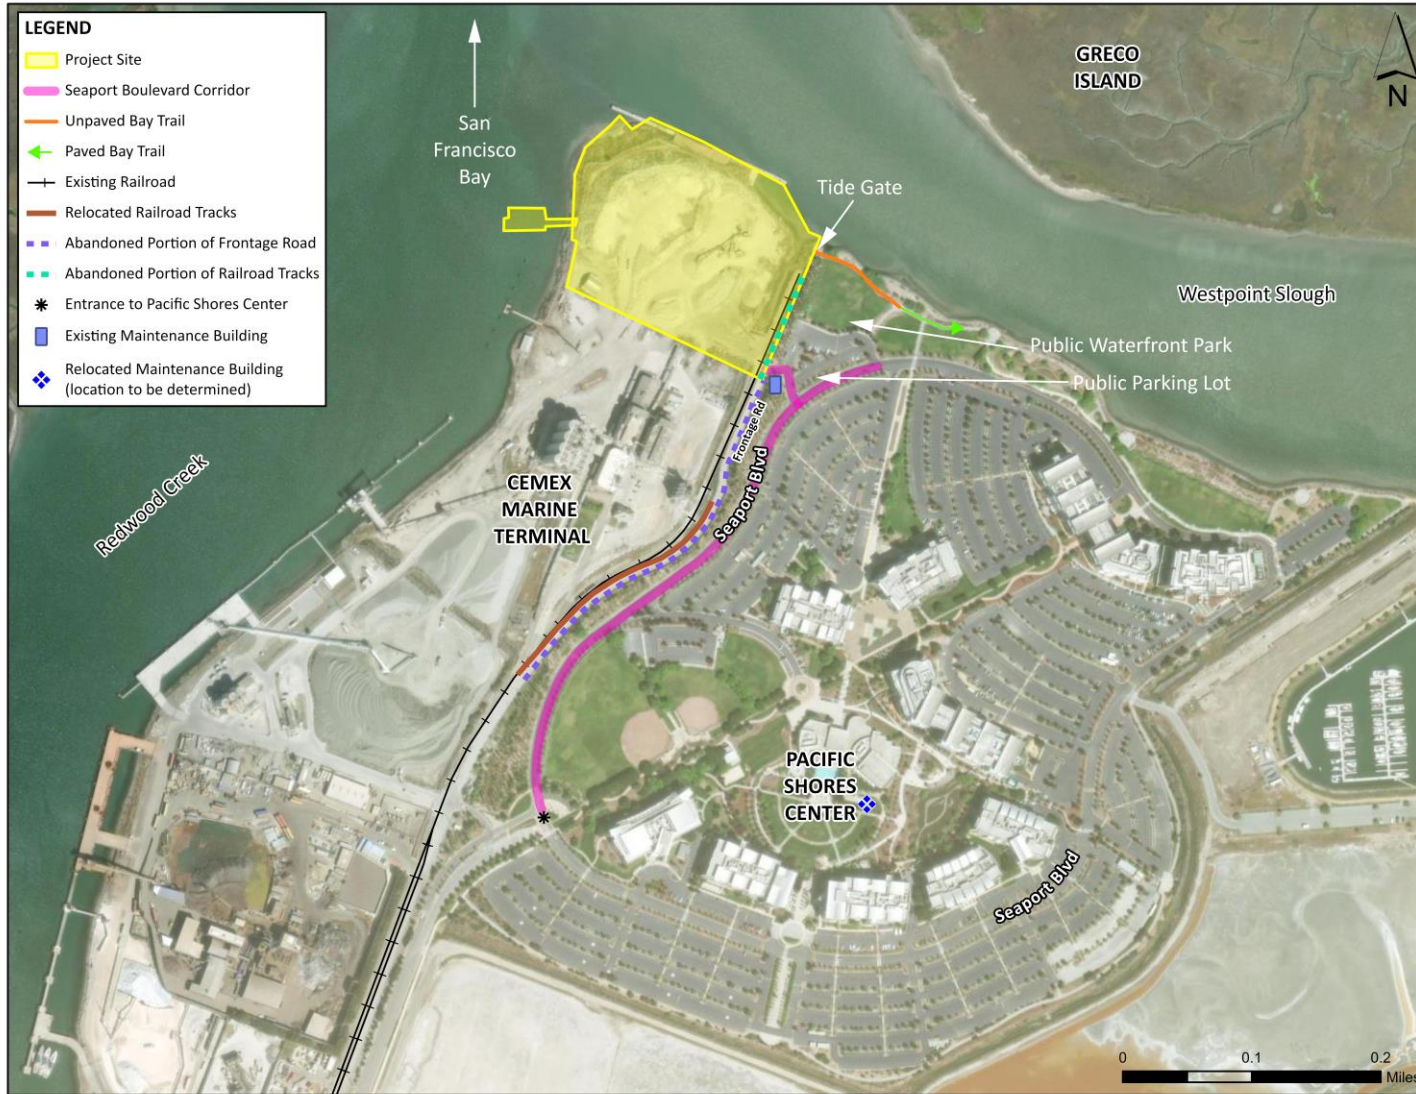 LEGEND
Project Site
Seaport Boulevard Corridor
Unpaved Bay Trail
Paved Bay Trail
Existing Railroad
Relocated Railroad Tracks
Abandoned Portion of Frontage Road
Abandoned Portion of Railroad Tracks
Entrance to Pacific Shores Center
Existing Maintenance Building
Relocated Maintenance Building
(location to be determined)
San
Francisco
Bay
GRECO
ISLAND
N
Tide Gate
Westpoint Slough
Public Waterfront Park
Public Parking Lot
Frontage Rd
Seaport Blvd
CEMEX
MARINE
TERMINAL
Redwood Creek
PACIFIC
SHORES
CENTER
Seaport Blvd
0 0.1 0.2
Miles